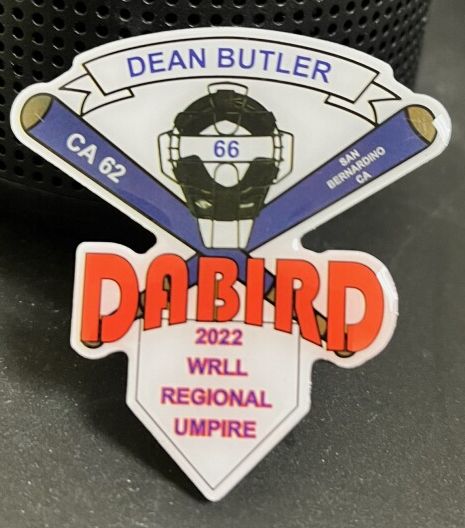 DEAN BUTLER
CA 62
66
SAN
BERNARDINO
CA
DABIRD
2022
WRLL
REGIONAL
UMPIRE